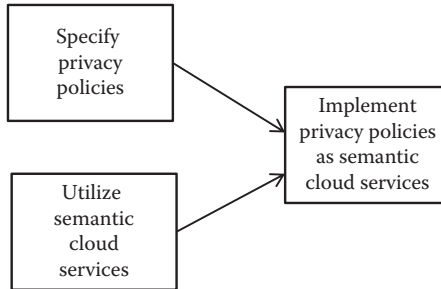 Specify
privacy
policies
Implement
privacy policies
as semantic
cloud services
Utilize
semantic
cloud
services